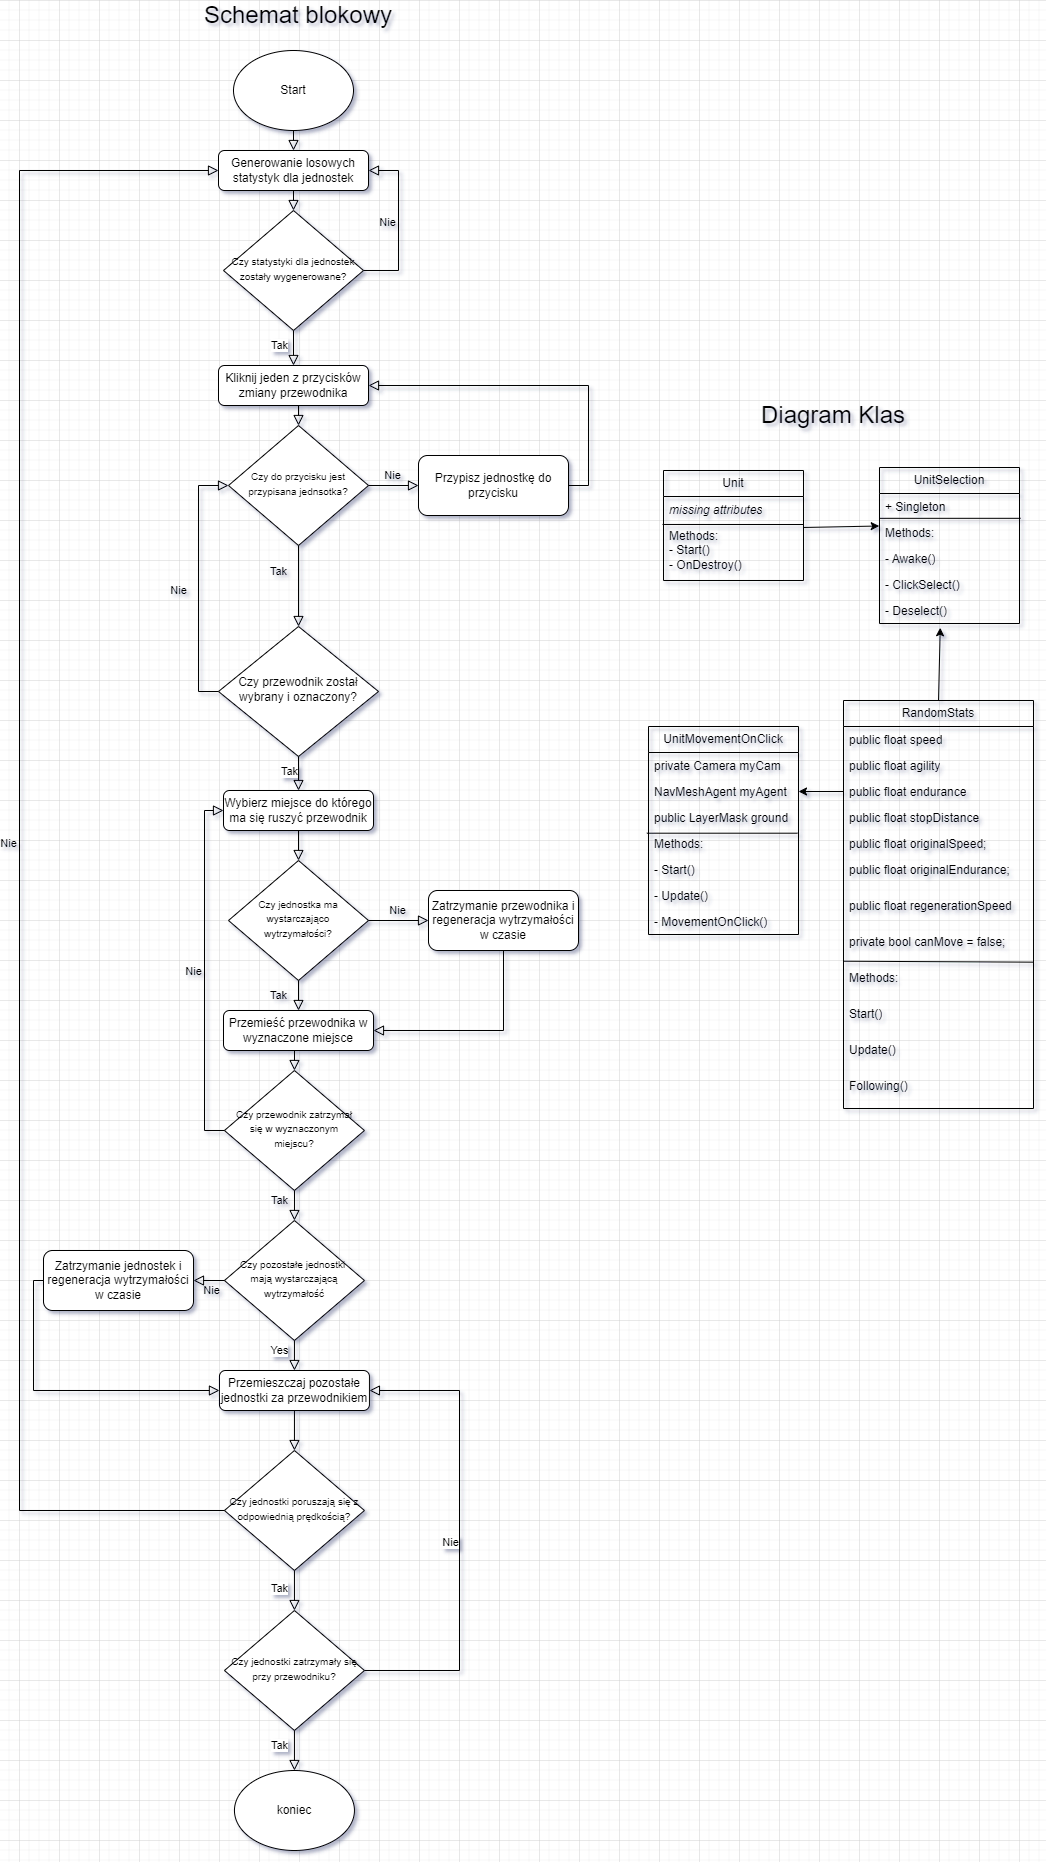 Schemat blokowy
Start
Generowanie losowych
statystyk dla jednostek
Nie
Czy statystyki dla jednostek
zostały wygenerowane?
Tak
Kliknij jeden z przycisków
zmiany przewodnika
Czy do przycisku jest
przypisana jednsotka?
Nie
Przypisz jednostkę do
przycisku
Tak
Nie
Czy przewodnik został
wybrany i oznaczony?
Tak
Wybierz miejsce do którego
ma się ruszyć przewodnik
Nie
Czy jednostka ma
wystarczająco
wytrzymałości?
Nie
Zatrzymanie przewodnika i
regeneracja wytrzymałości
w czasie
Nie
Tak
Przemieść przewodnika w
wyznaczone miejsce
Czy przewodnik zatrzymał
się w wyznaczonym
miejscu?
Tak
Czy pozostałe jednostki
mają wystarczającą
wytrzymałość
Nie
Zatrzymanie jednostek i
regeneracja wytrzymałości
w czasie
Yes
Przemieszczaj pozostałe
jednostki za przewodnikiem
Czy jednostki poruszają się z
odpowiednią prędkością?
Nie
Tak
Czy jednostki zatrzymały się
przy przewodniku?
Tak
koniec
Diagram Klas
Unit
missing attributes
Methods:
- Start()
- OnDestroy()
UnitSelection
+ Singleton
Methods:
- Awake()
- ClickSelect()
- Deselect()
UnitMovementOnClick
private Camera myCam
NavMeshAgent myAgent
public LayerMask ground
Methods:
- Start()
- Update()
- MovementOnClick()
RandomStats
public float speed
public float agility
public float endurance
public float stopDistance
public float originalSpeed;
public float originalEndurance;
public float regenerationSpeed
private bool canMove = false;
Methods:
Start()
Update()
Following()